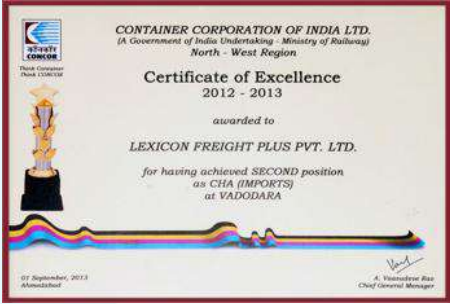 कॉनकॉर
CONCOR
Think Container
Think CONCOR
CONTAINER CORPORATION OF INDIA LTD.
(A Government of India Undertaking - Ministry of Railway)
North - West Region
Certificate of Excellence
2012 - 2013
awarded to
LEXICON FREIGHT PLUS PVT. LTD.
for having achieved SECOND position
as CHA (IMPORTS)
at VADODARA
01 September, 2013
Ahmedabad
A. Vasudeva Rao
Chief General Manager